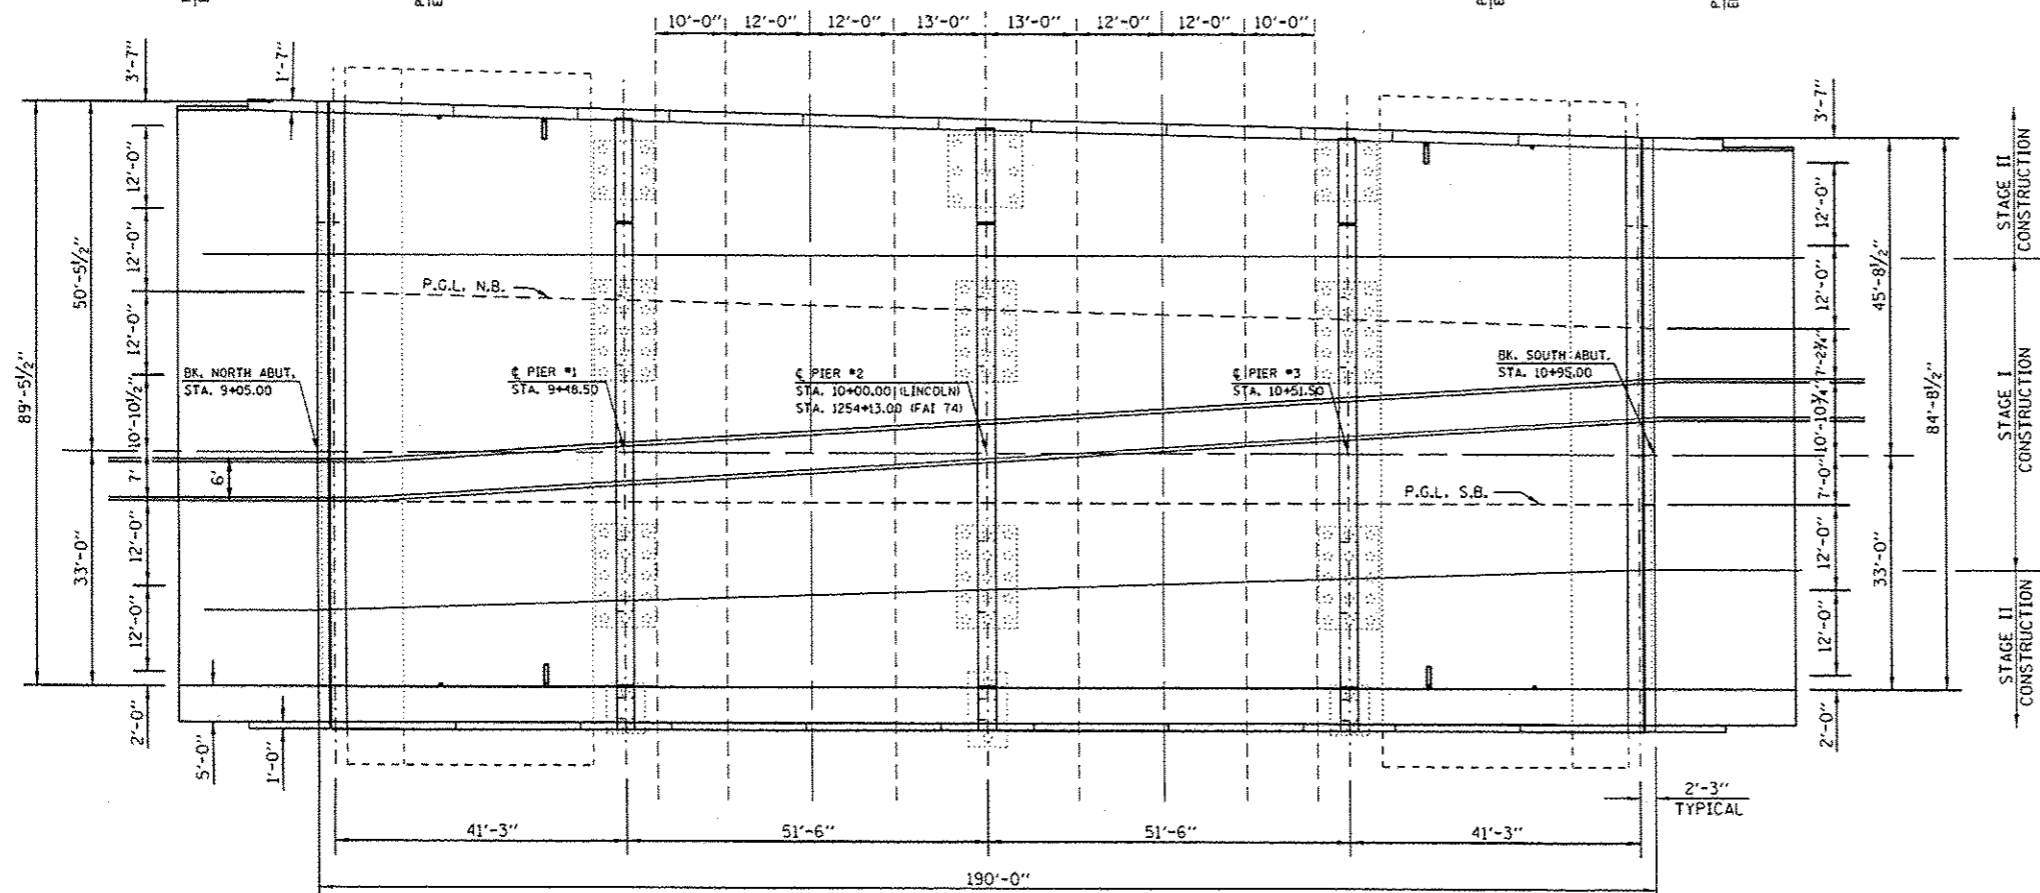 10'-0" 12'-0" 12'-0" 13'-0" 13'-0" 12'-0" 12'-0" 10'-0"
3'-7"
1'-7"
3'-7"
89'-5½"
50'-5½"
33'-0"
12'-0"
12'-0"
12'-0"
10'-10½"
7'
12'-0"
12'-0"
2'-0"
6'
5'-0"
1'-0"
P.G.L. N.B.
BK. NORTH ABUT.
STA. 9+05.00
℄ PIER #1
STA. 9+48.50
℄ PIER #2
STA. 10+00.00 (LINCOLN)
STA. 1254+13.00 (FAI 74)
℄ PIER #3
STA. 10+51.50
BK. SOUTH ABUT.
STA. 10+95.00
P.G.L. S.B.
12'-0"
12'-0"
7'-2¼"
10'-10¾"
7'-0"
12'-0"
12'-0"
2'-0"
45'-8½"
33'-0"
84'-8½"
STAGE II
CONSTRUCTION
STAGE I
CONSTRUCTION
STAGE II
CONSTRUCTION
2'-3"
TYPICAL
41'-3" 51'-6" 51'-6" 41'-3"
190'-0"